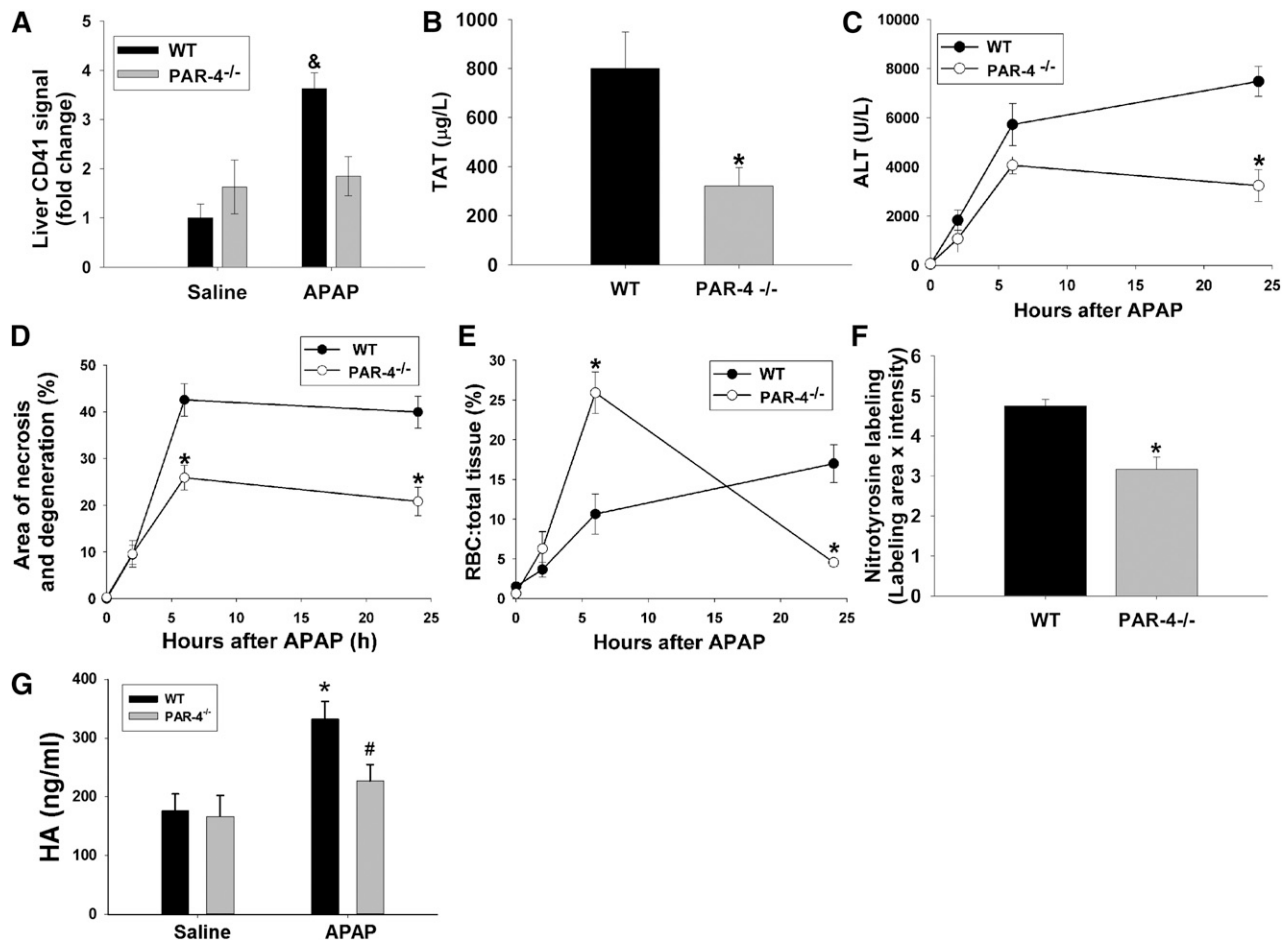 A
Liver CD41 signal
(fold change)
5
4
3
2
1
0
WT
PAR-4-/-
&
Saline
APAP
B
TAT (µg/L)
1000
800
600
400
200
0
*
WT
PAR-4 -/-
C
ALT (U/L)
10000
8000
6000
4000
2000
0
WT
PAR-4 -/-
*
0
5
10
15
20
25
Hours after APAP
D
Area of necrosis
and degeneration (%)
50
40
30
20
10
0
WT
PAR-4-/-
*
*
0
5
10
15
20
25
Hours after APAP (h)
E
RBC:total tissue (%)
30
25
20
15
10
5
0
WT
PAR-4-/-
*
*
0
5
10
15
20
25
Hours after APAP
F
Nitrotyrosine labeling
(Labeling area x intensity)
6
5
4
3
2
1
0
*
WT
PAR-4-/-
G
HA (ng/ml)
400
300
200
100
0
WT
PAR-4-/-
*
#
Saline
APAP